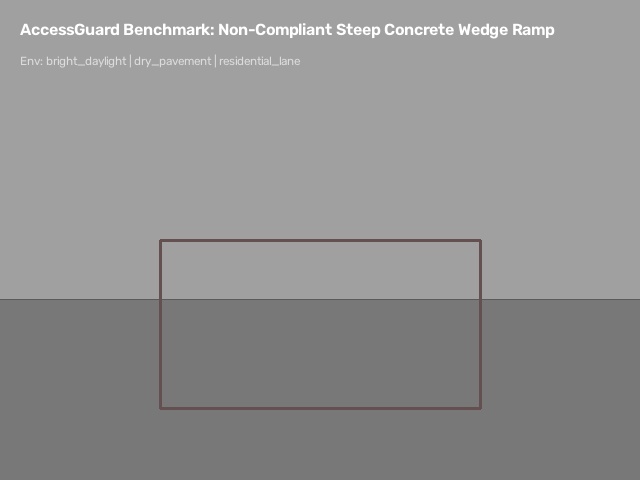 AccessGuard Benchmark: Non-Compliant Steep Concrete Wedge Ramp
Env: bright_daylight | dry_pavement | residential_lane